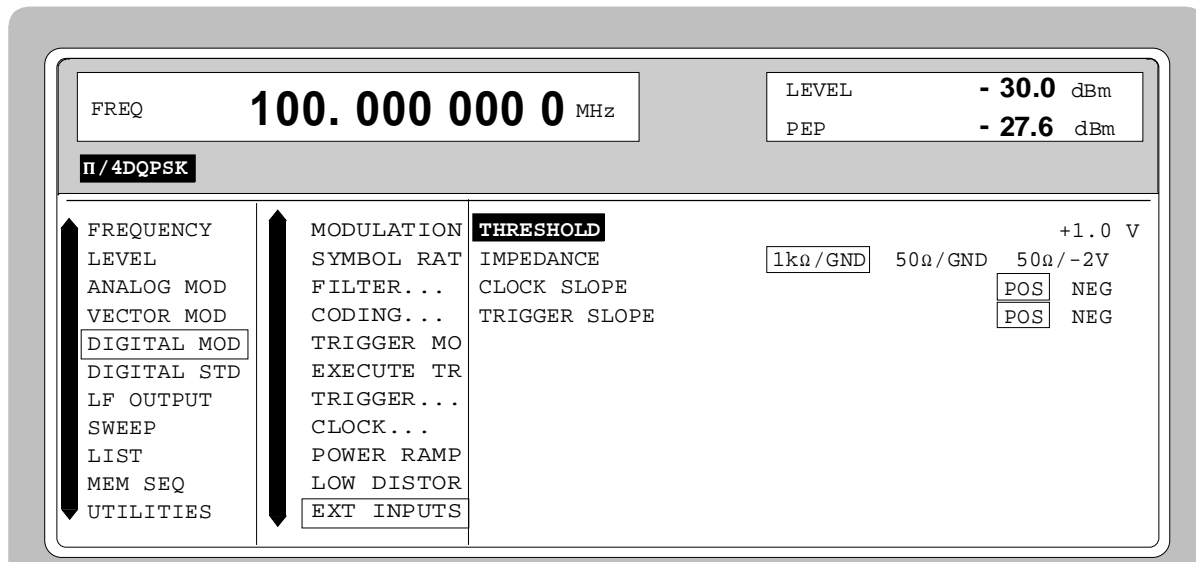 FREQ 100. 000 000 0 MHz
LEVEL - 30.0 dBm
PEP - 27.6 dBm
Π/4DQPSK
FREQUENCY
LEVEL
ANALOG MOD
VECTOR MOD
DIGITAL MOD
DIGITAL STD
LF OUTPUT
SWEEP
LIST
MEM SEQ
UTILITIES
MODULATION
SYMBOL RAT
FILTER...
CODING...
TRIGGER MO
EXECUTE TR
TRIGGER...
CLOCK...
POWER RAMP
LOW DISTOR
EXT INPUTS
THRESHOLD +1.0 V
IMPEDANCE 1kΩ/GND 50Ω/GND 50Ω/-2V
CLOCK SLOPE POS NEG
TRIGGER SLOPE POS NEG